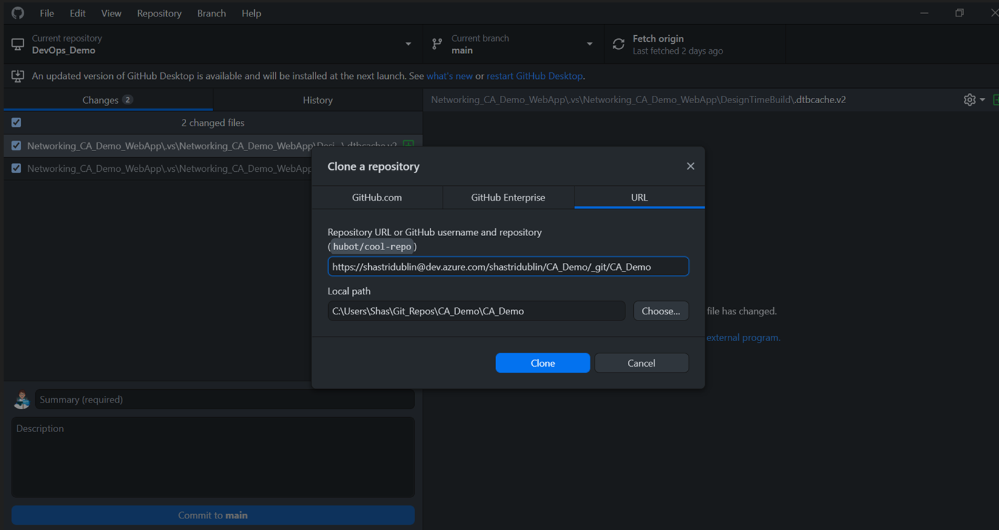 File Edit View Repository Branch Help
Current repository
DevOps_Demo
Current branch
main
Fetch origin
Last fetched 2 days ago
An updated version of GitHub Desktop is available and will be installed at the next launch. See what's new or restart GitHub Desktop.
Changes 2
History
Networking_CA_Demo_WebApp\.vs\Networking_CA_Demo_WebApp\DesignTimeBuild\.dtbcache.v2
2 changed files
Networking_CA_Demo_WebApp\.vs\Networking_CA_Demo_WebApp\Desi...\.dtbcache.v2
Networking_CA_Demo_WebApp\.vs\Networking_CA_Demo_WebApp
Clone a repository
GitHub.com
GitHub Enterprise
URL
Repository URL or GitHub username and repository
(hubot/cool-repo)
https://shastridublin@dev.azure.com/shastridublin/CA_Demo/_git/CA_Demo
Local path
C:\Users\Shas\Git_Repos\CA_Demo\CA_Demo
Choose...
file has changed.
external program.
Clone
Cancel
Summary (required)
Description
Commit to main